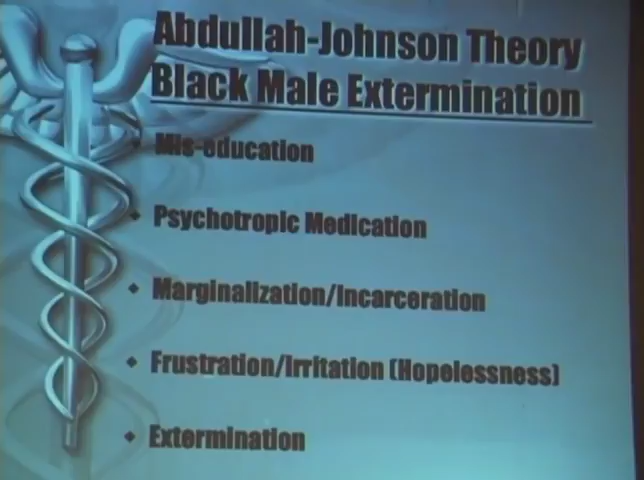 Abdullah-Johnson Theory
Black Male Extermination
Mis-education
Psychotropic Medication
Marginalization/Incarceration
Frustration/Irritation (Hopelessness)
Extermination